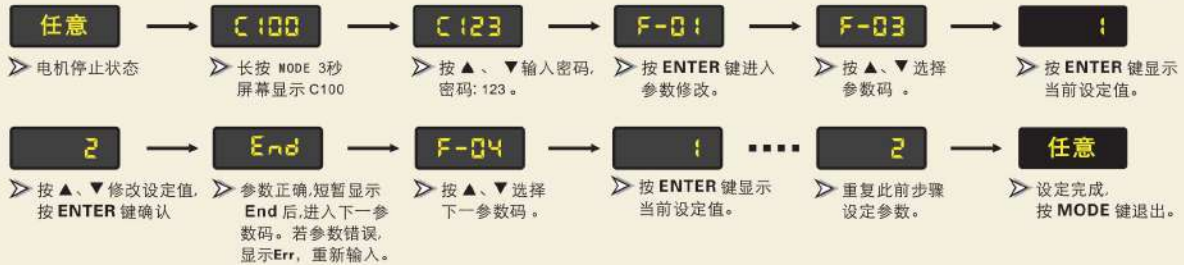 任意
C100
C123
F-01
F-03
1
电机停止状态
长按 MODE 3秒
屏幕显示 C100
按▲、▼输入密码,
密码: 123。
按 ENTER 键进入
参数修改。
按▲、▼选择
参数码 。
按 ENTER 键显示
当前设定值。
2
End
F-04
1
2
任意
按▲、▼修改设定值,
按 ENTER 键确认
参数正确,短暂显示
End 后,进入下一参
数码。若参数错误,
显示Err，重新输入。
按▲、▼选择
下一参数码 。
按 ENTER 键显示
当前设定值。
重复此前步骤
设定参数。
设定完成,
按 MODE 键退出。